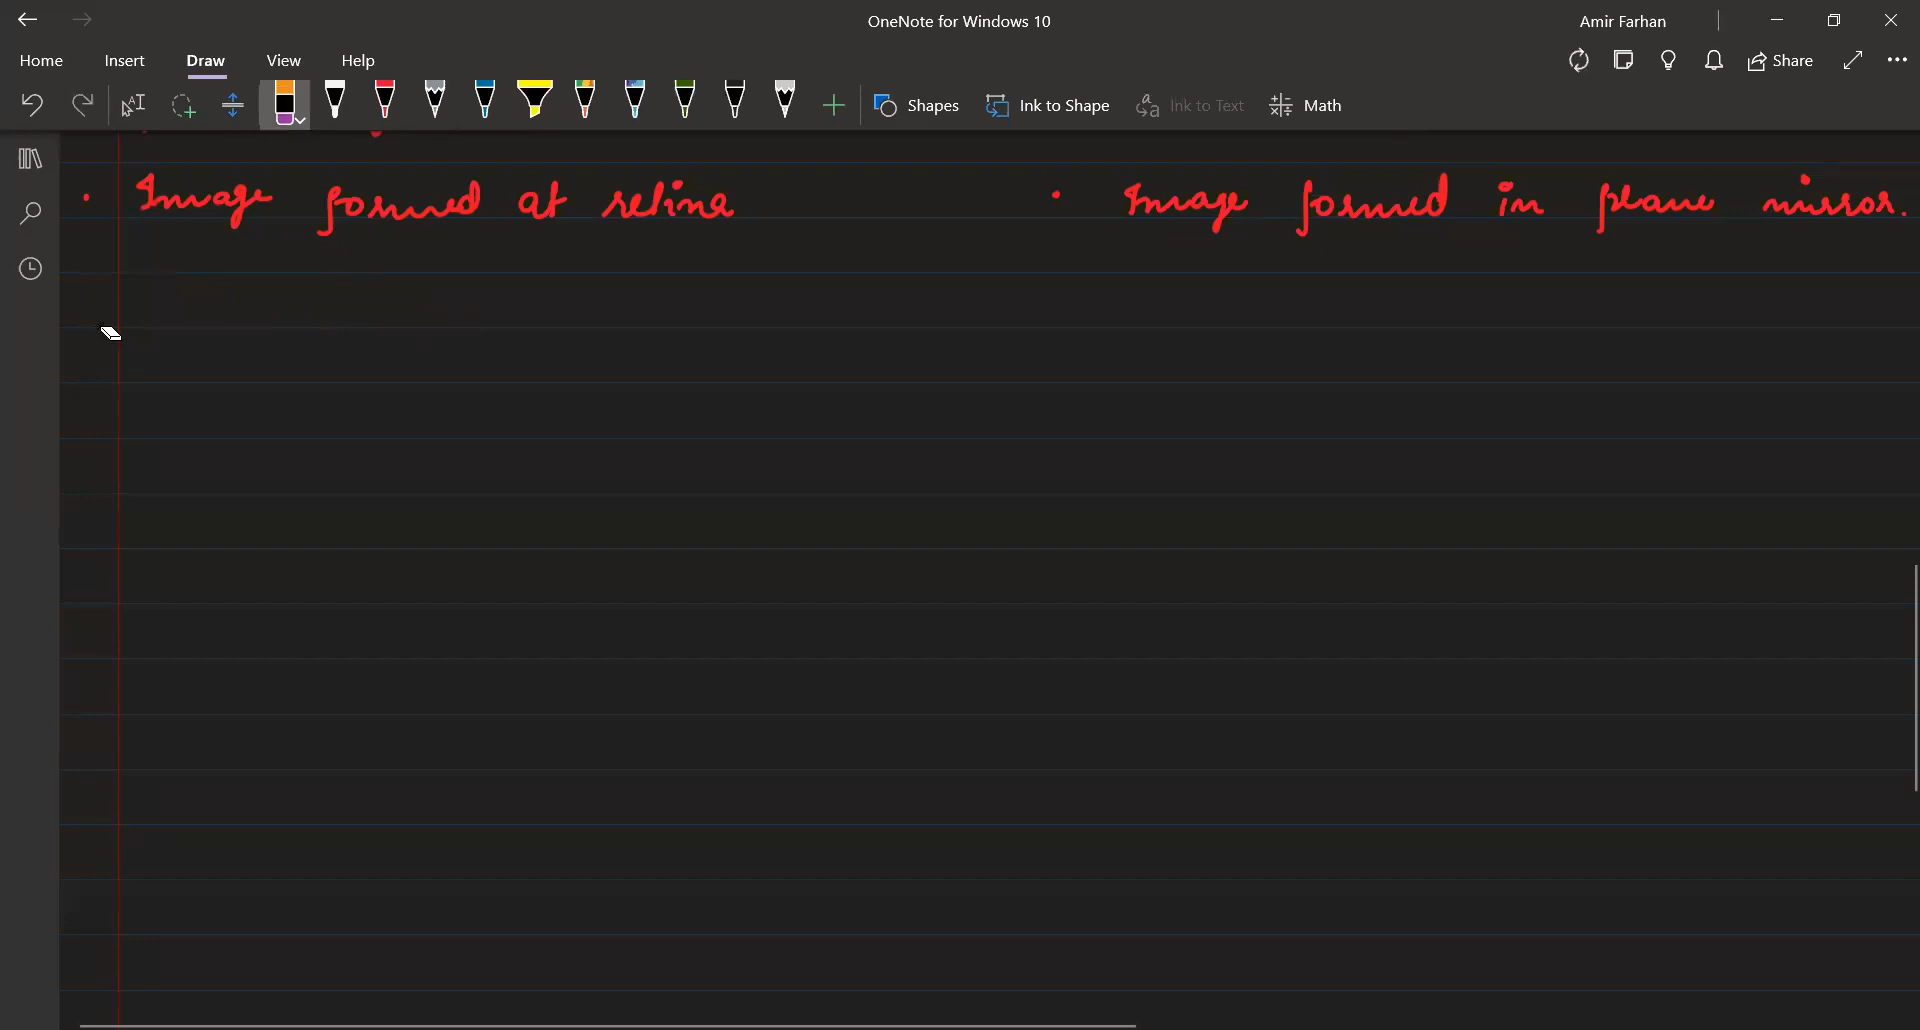 OneNote for Windows 10
Amir Farhan
Home Insert Draw View Help
Share
Shapes Ink to Shape Ink to Text Math
· Image formed at retina · Image formed in plane mirror.